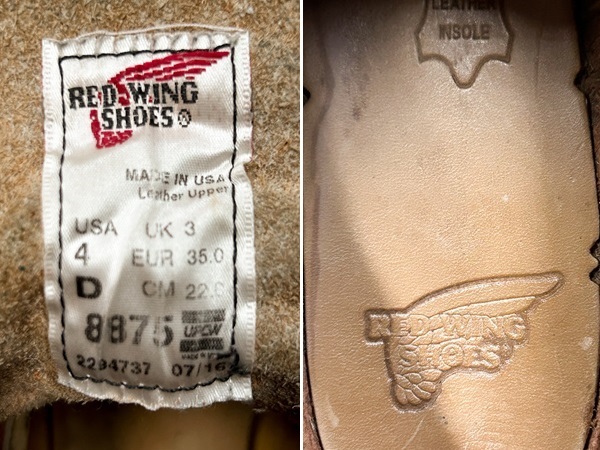 RED WING
SHOES ®
MADE IN USA
Leather Upper
USA UK 3
4 EUR 35.0
D CM 22.0
8875 UFCW
2294737 07/16
LEATHER
INSOLE
RED WING
SHOES